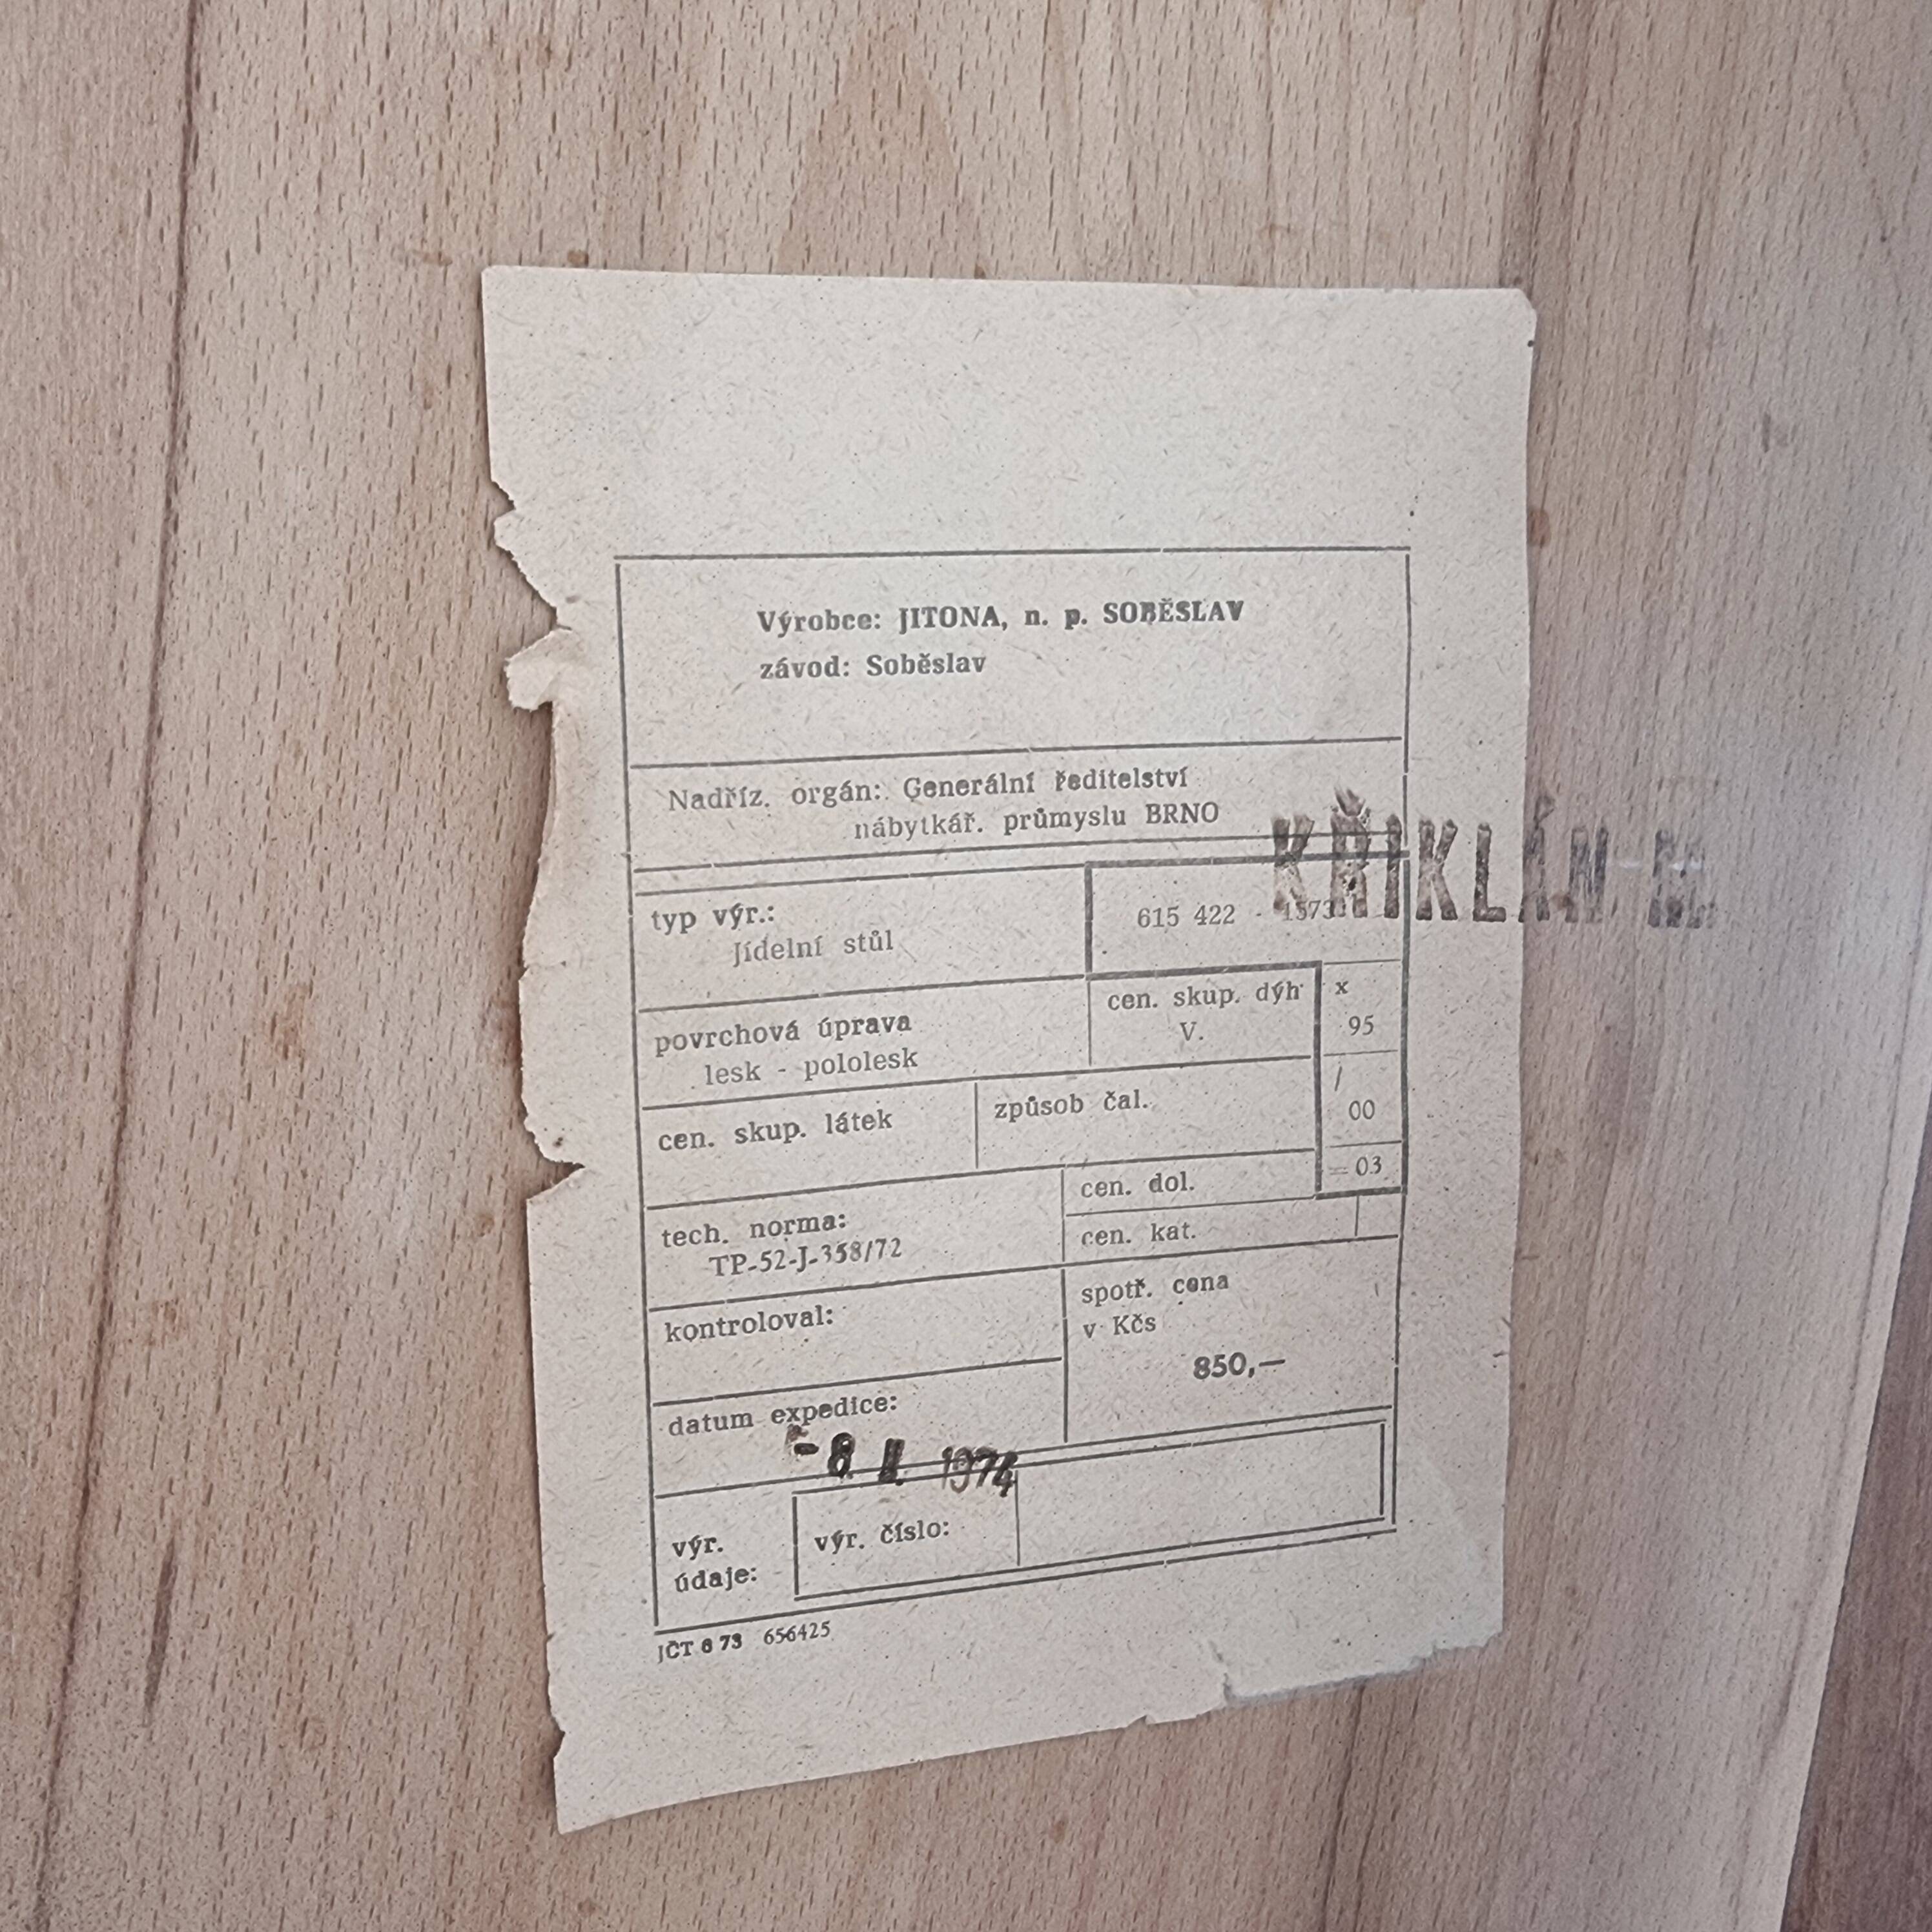 Výrobce: JITONA, n. p. SOBĚSLAV
závod: Soběslav
Nadříz. orgán: Generální ředitelství
nábytkář. průmyslu BRNO
KŘIKLÁN M.
typ výr.:
Jídelní stůl
615 422 - 1573
povrchová úprava
lesk - pololesk
cen. skup. dýh
V.
x
95
/
00
= 03
cen. skup. látek
způsob čal.
tech. norma:
TP-52-J-358/72
cen. dol.
cen. kat.
kontroloval:
spotř. cena
v Kčs
850,—
datum expedice:
-8. II. 1974
výr.
údaje:
výr. číslo:
JČT 6 73 656425